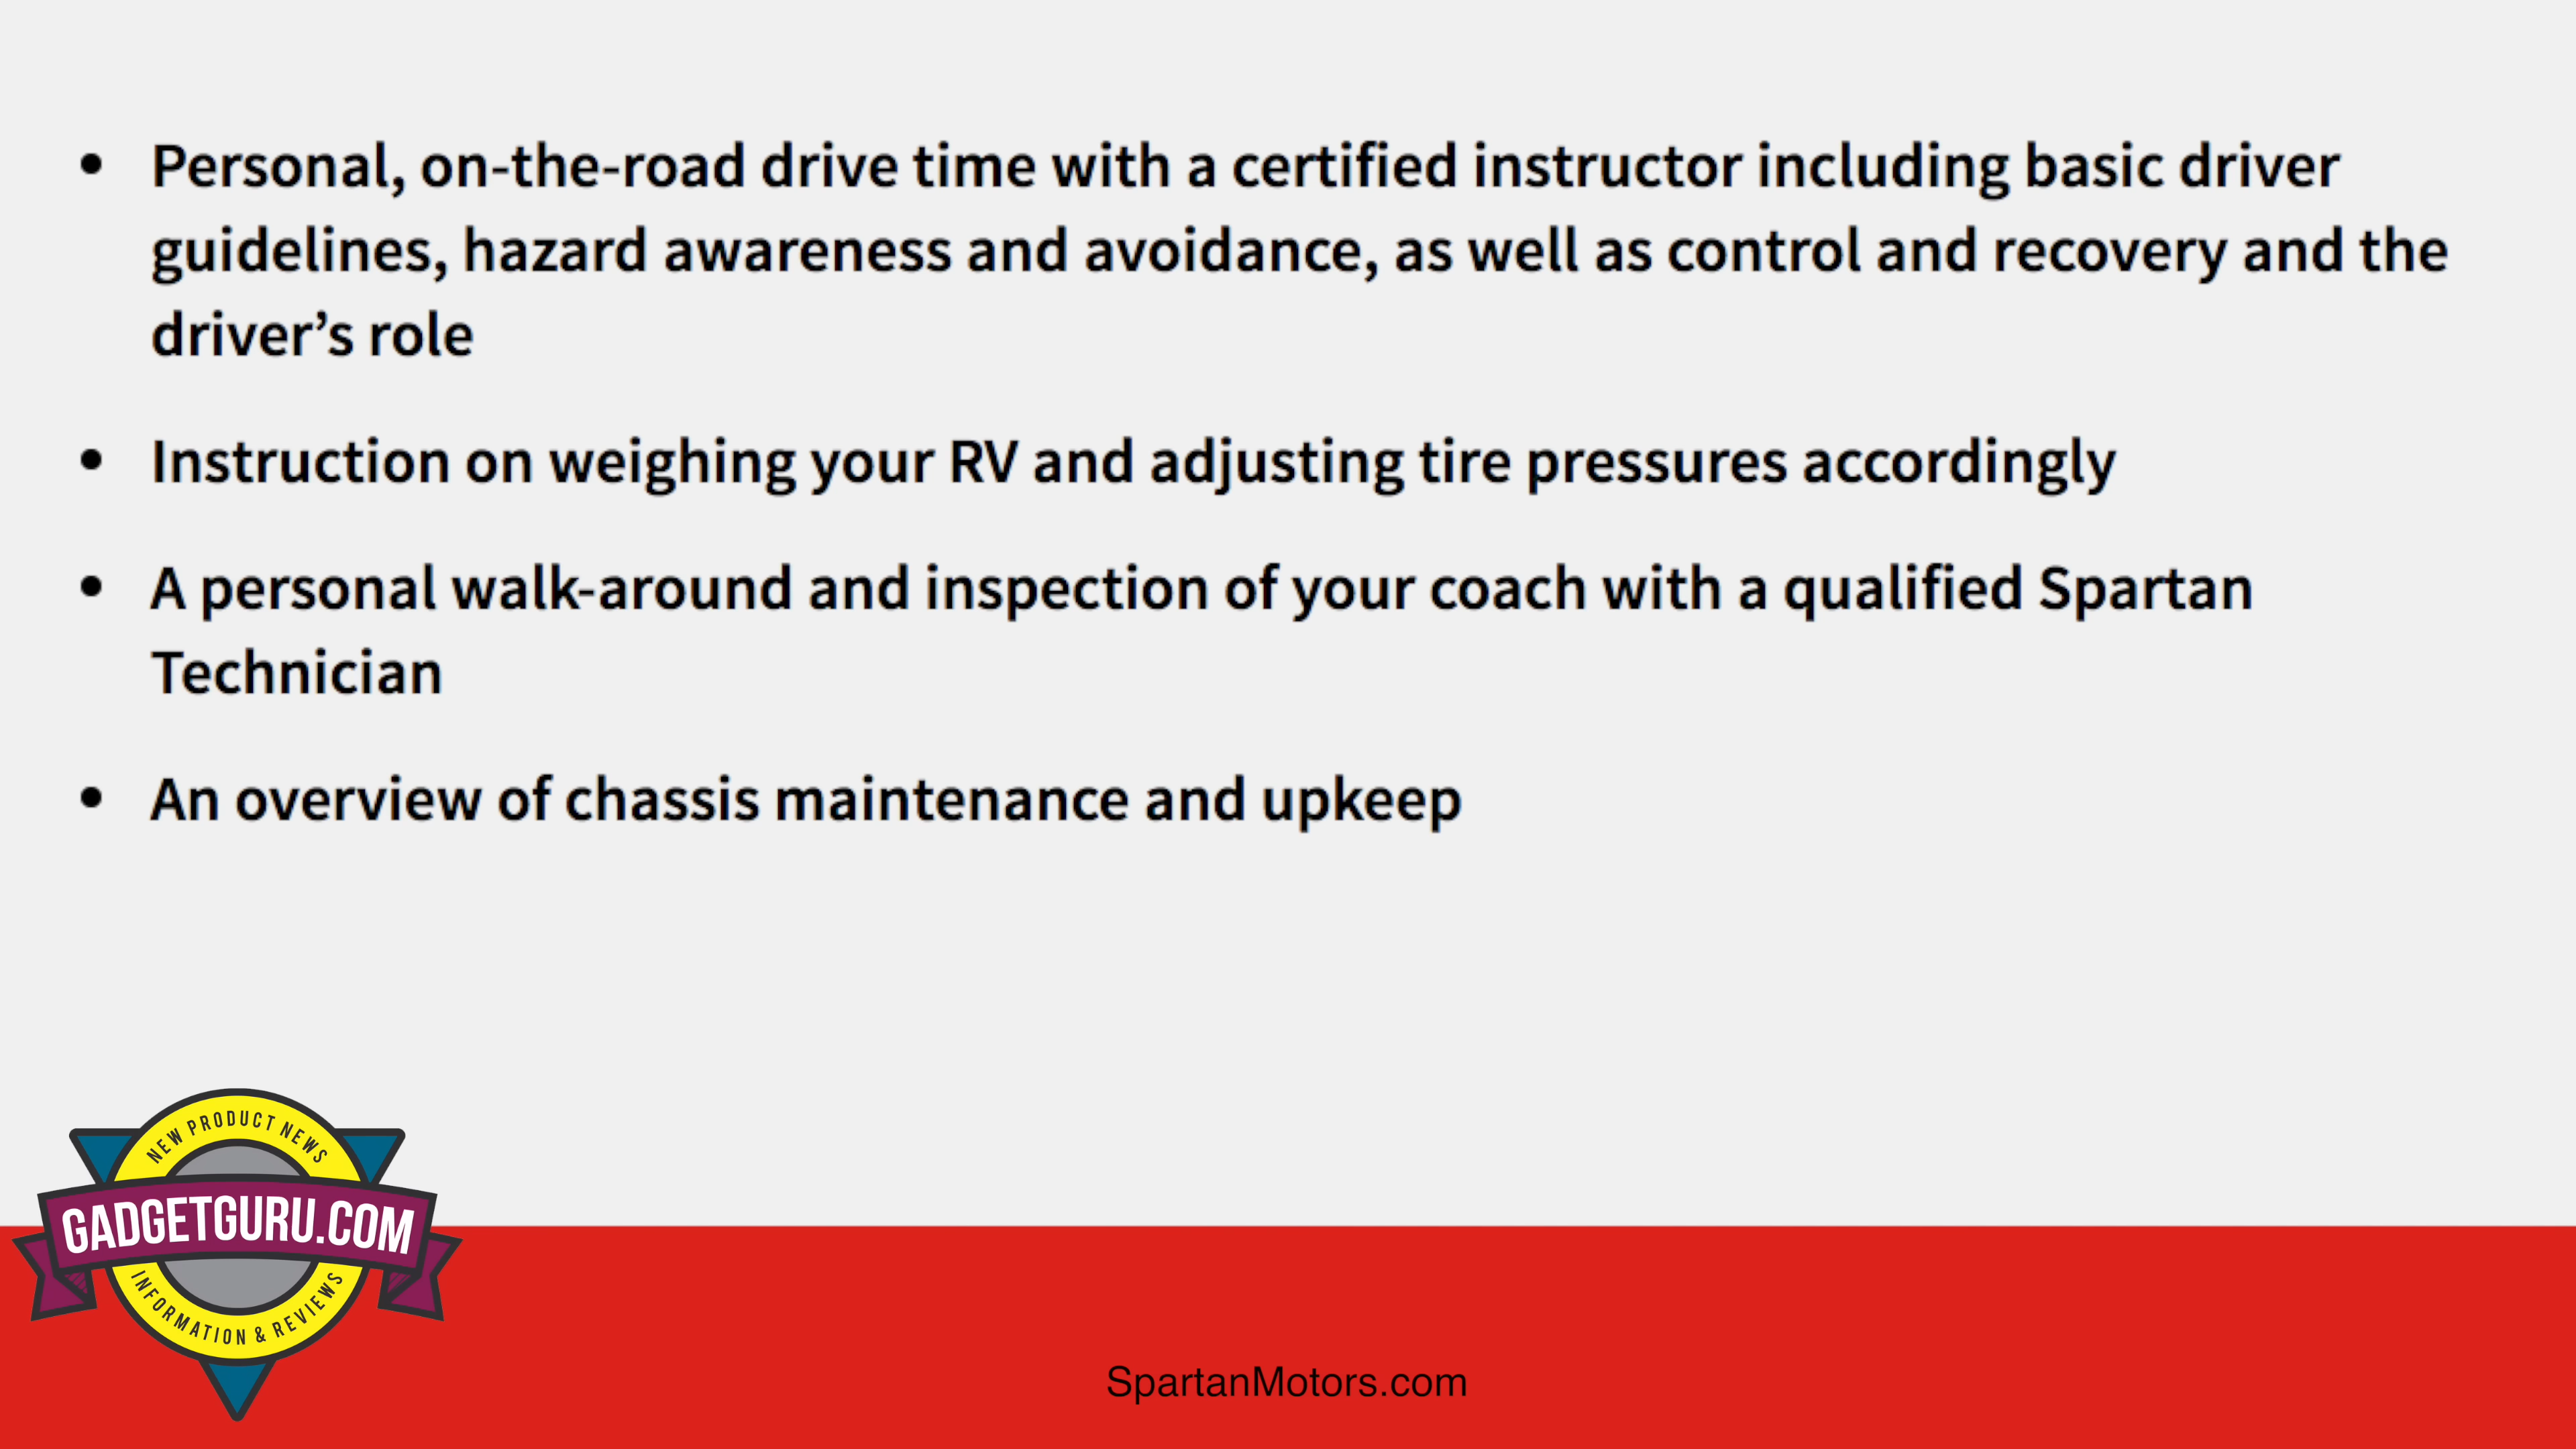 • Personal, on-the-road drive time with a certified instructor including basic driver
guidelines, hazard awareness and avoidance, as well as control and recovery and the
driver’s role
• Instruction on weighing your RV and adjusting tire pressures accordingly
• A personal walk-around and inspection of your coach with a qualified Spartan
Technician
• An overview of chassis maintenance and upkeep
NEW PRODUCT NEWS
GADGETGURU.COM
INFORMATION & REVIEWS
SpartanMotors.com